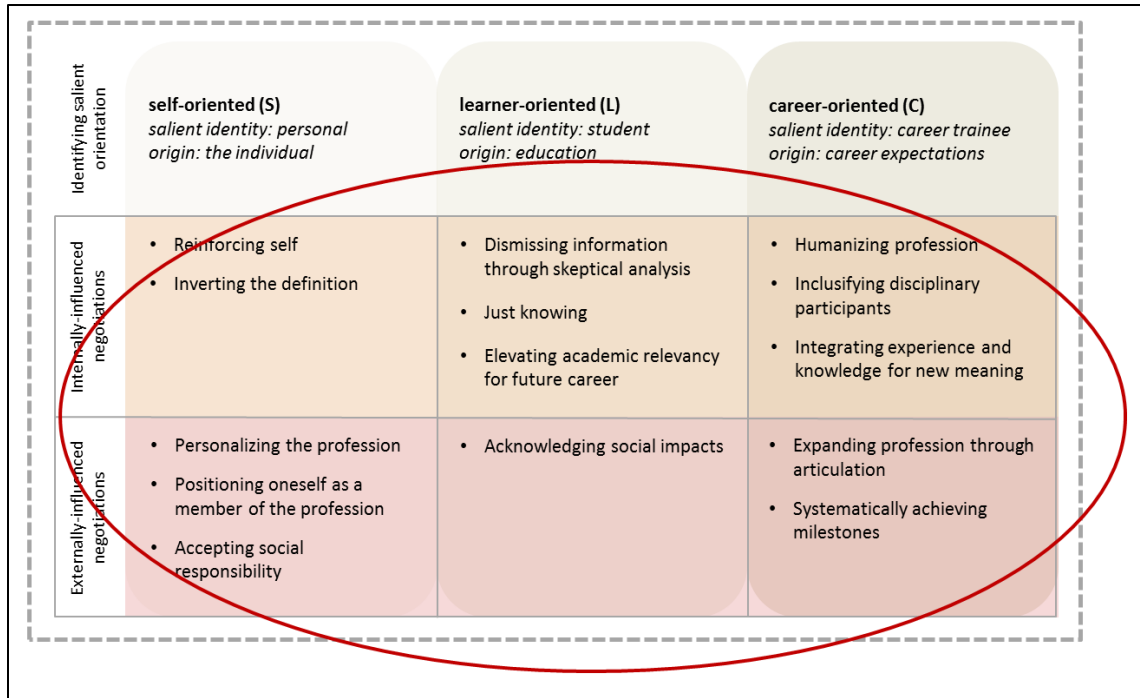 Identifying salient
orientation
self-oriented (S)
salient identity: personal
origin: the individual
learner-oriented (L)
salient identity: student
origin: education
career-oriented (C)
salient identity: career trainee
origin: career expectations
Internally-influenced
negotiations
• Reinforcing self
• Inverting the definition
• Dismissing information
through skeptical analysis
• Just knowing
• Elevating academic relevancy
for future career
• Humanizing profession
• Inclusifying disciplinary
participants
• Integrating experience and
knowledge for new meaning
Externally-influenced
negotiations
• Personalizing the profession
• Positioning oneself as a
member of the profession
• Accepting social
responsibility
• Acknowledging social impacts
• Expanding profession through
articulation
• Systematically achieving
milestones